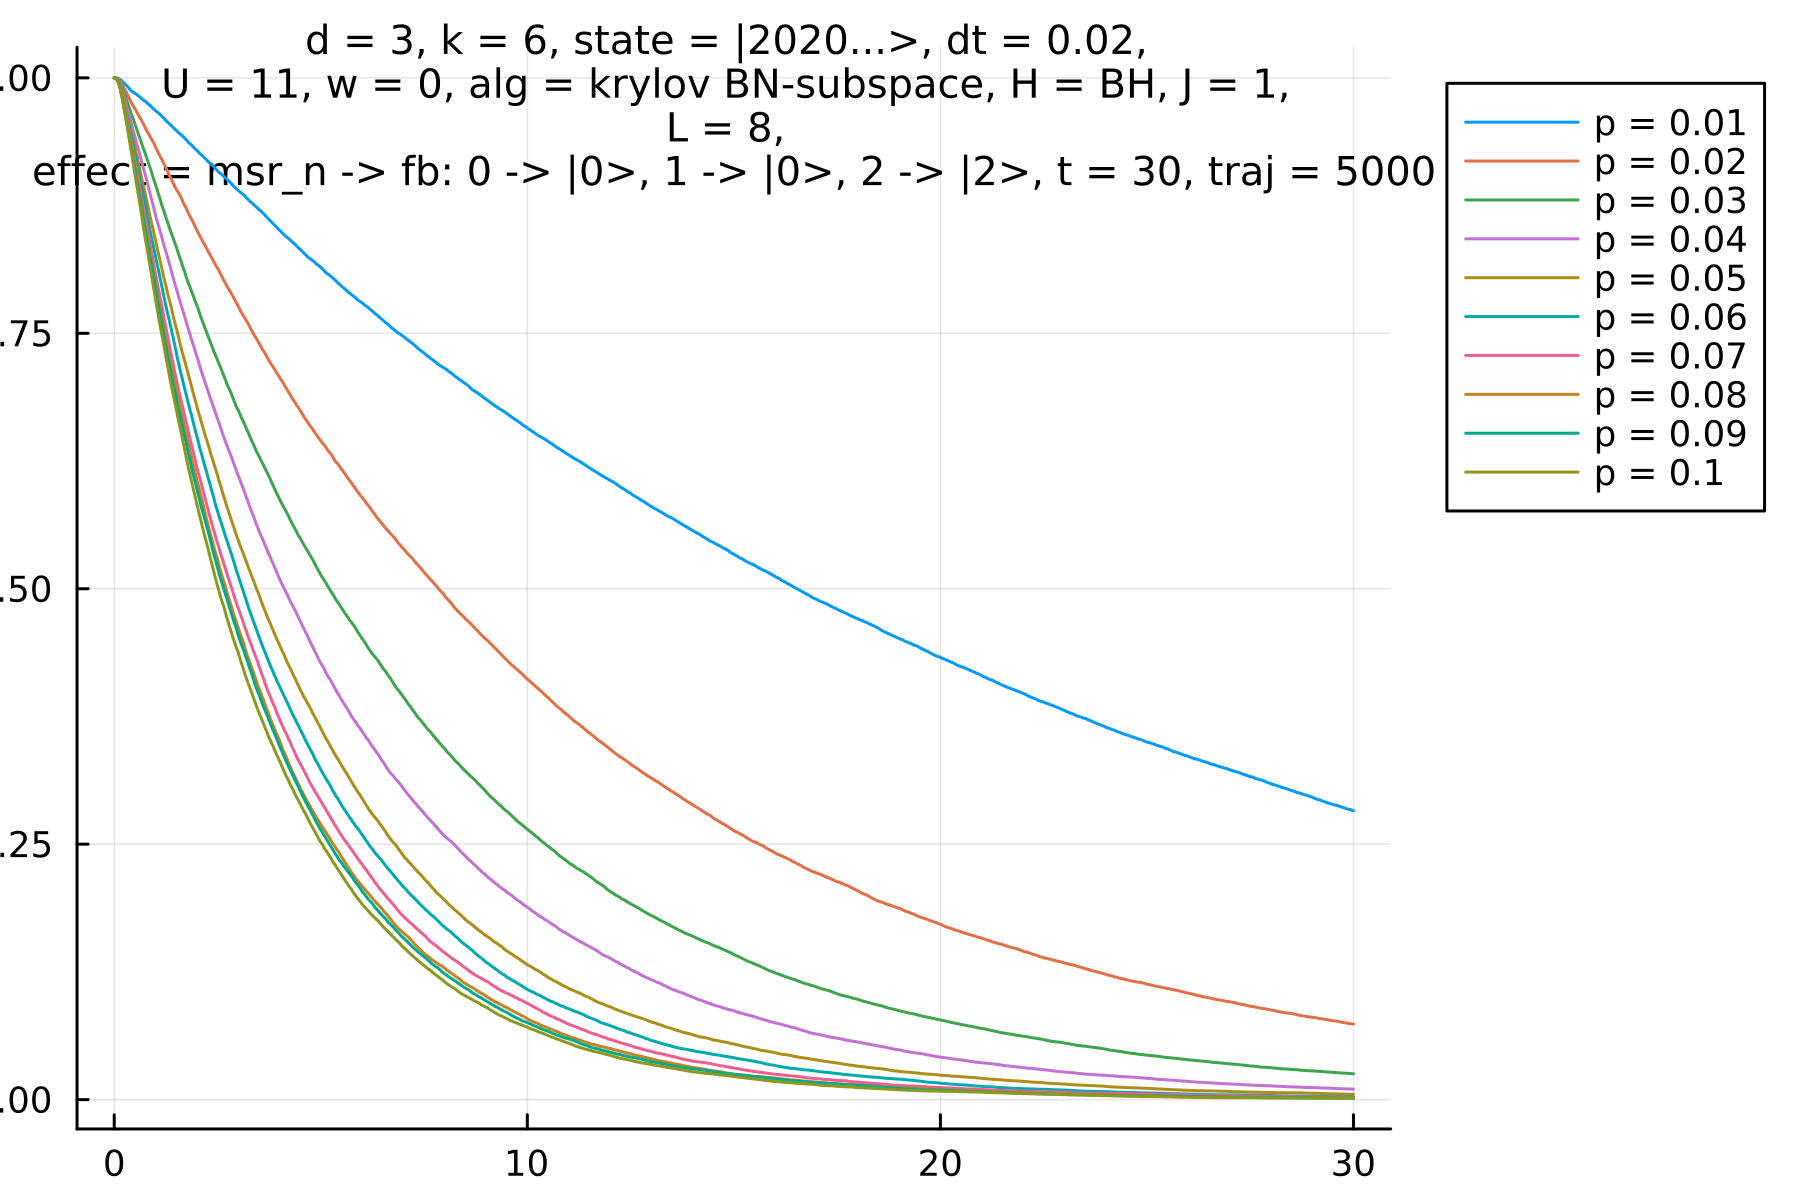 d = 3, k = 6, state = |2020...>, dt = 0.02,
U = 11, w = 0, alg = krylov BN-subspace, H = BH, J = 1,
L = 8,
effect = msr_n -> fb: 0 -> |0>, 1 -> |0>, 2 -> |2>, t = 30, traj = 5000
.00
.75
.50
.25
.00
0 10 20 30
p = 0.01
p = 0.02
p = 0.03
p = 0.04
p = 0.05
p = 0.06
p = 0.07
p = 0.08
p = 0.09
p = 0.1